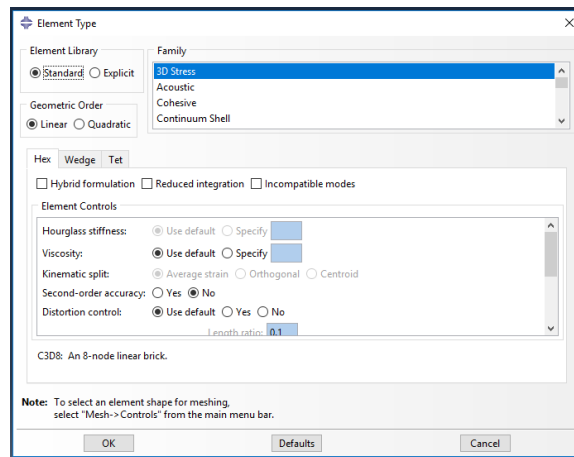 Element Type
Element Library
Standard Explicit
Family
3D Stress
Acoustic
Cohesive
Continuum Shell
Geometric Order
Linear Quadratic
Hex Wedge Tet
Hybrid formulation Reduced integration Incompatible modes
Element Controls
Hourglass stiffness: Use default Specify
Viscosity: Use default Specify
Kinematic split: Average strain Orthogonal Centroid
Second-order accuracy: Yes No
Distortion control: Use default Yes No
Length ratio: 0.1
C3D8: An 8-node linear brick.
Note: To select an element shape for meshing,
select "Mesh->Controls" from the main menu bar.
OK Defaults Cancel